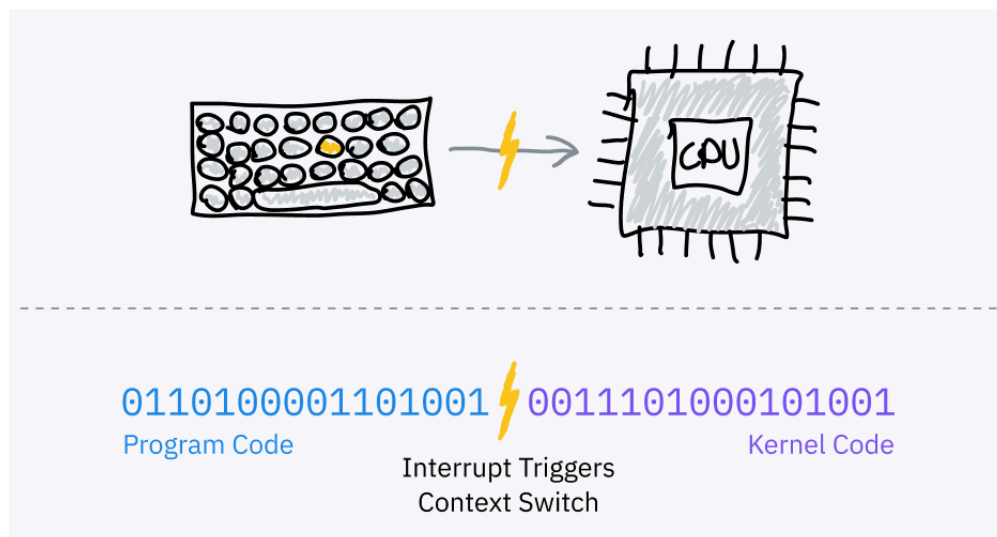 CPU
0110100001101001 0011101000101001
Program Code
Kernel Code
Interrupt Triggers
Context Switch